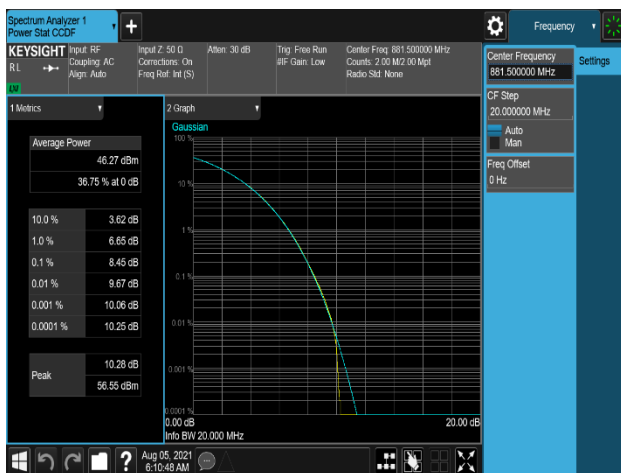 Spectrum Analyzer 1
Power Stat CCDF
+
Frequency
KEYSIGHT
R L
LW
Input: RF
Coupling: AC
Align: Auto
Input Z: 50 Ω
Corrections: On
Freq Ref: Int (S)
Atten: 30 dB
Trig: Free Run
#IF Gain: Low
Center Freq: 881.500000 MHz
Counts: 2.00 M/2.00 Mpt
Radio Std: None
Center Frequency
881.500000 MHz
Settings
CF Step
20.000000 MHz
Auto
Man
Freq Offset
0 Hz
1 Metrics
Average Power
46.27 dBm
36.75 % at 0 dB
10.0 % 3.62 dB
1.0 % 6.65 dB
0.1 % 8.45 dB
0.01 % 9.67 dB
0.001 % 10.06 dB
0.0001 % 10.25 dB
Peak
10.28 dB
56.55 dBm
2 Graph
Gaussian
100 %
10 %
1 %
0.1 %
0.01 %
0.001 %
0.0001 %
0.00 dB
20.00 dB
Info BW 20.000 MHz
?
Aug 05, 2021
6:10:48 AM